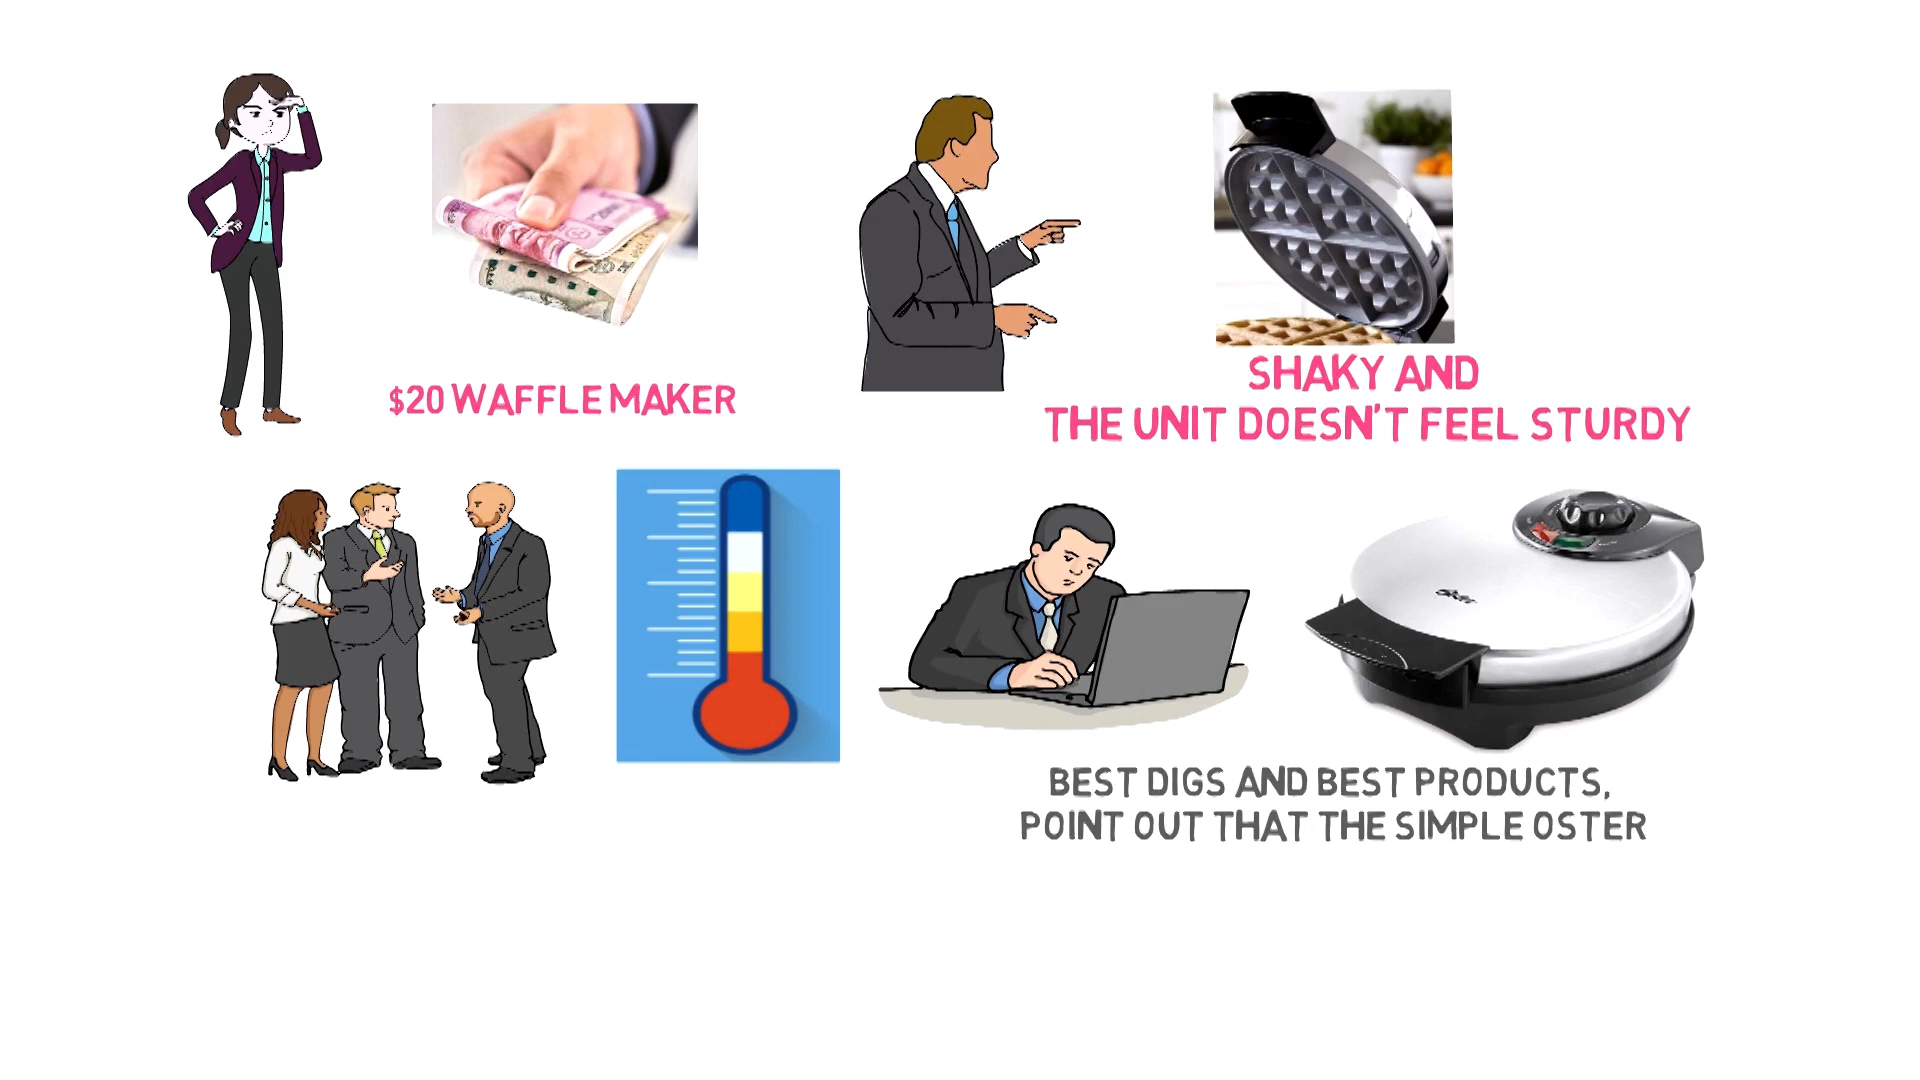 $20 WAFFLE MAKER
SHAKY AND
THE UNIT DOESN'T FEEL STURDY
BEST DIGS AND BEST PRODUCTS,
POINT OUT THAT THE SIMPLE OSTER